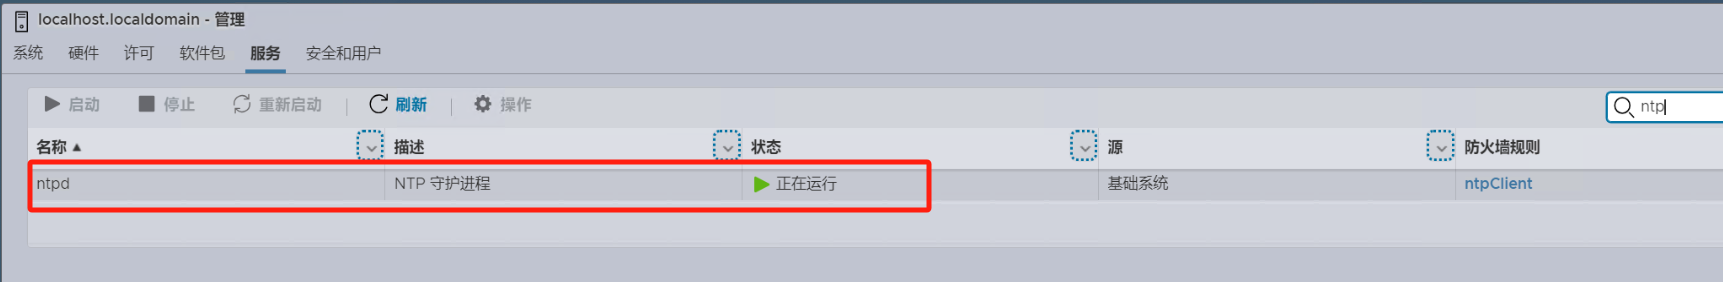 localhost.localdomain - 管理
系统 硬件 许可 软件包 服务 安全和用户
启动 停止 重新启动 刷新 操作 ntp
名称 描述 状态 源 防火墙规则
ntpd NTP 守护进程 正在运行 基础系统 ntpClient